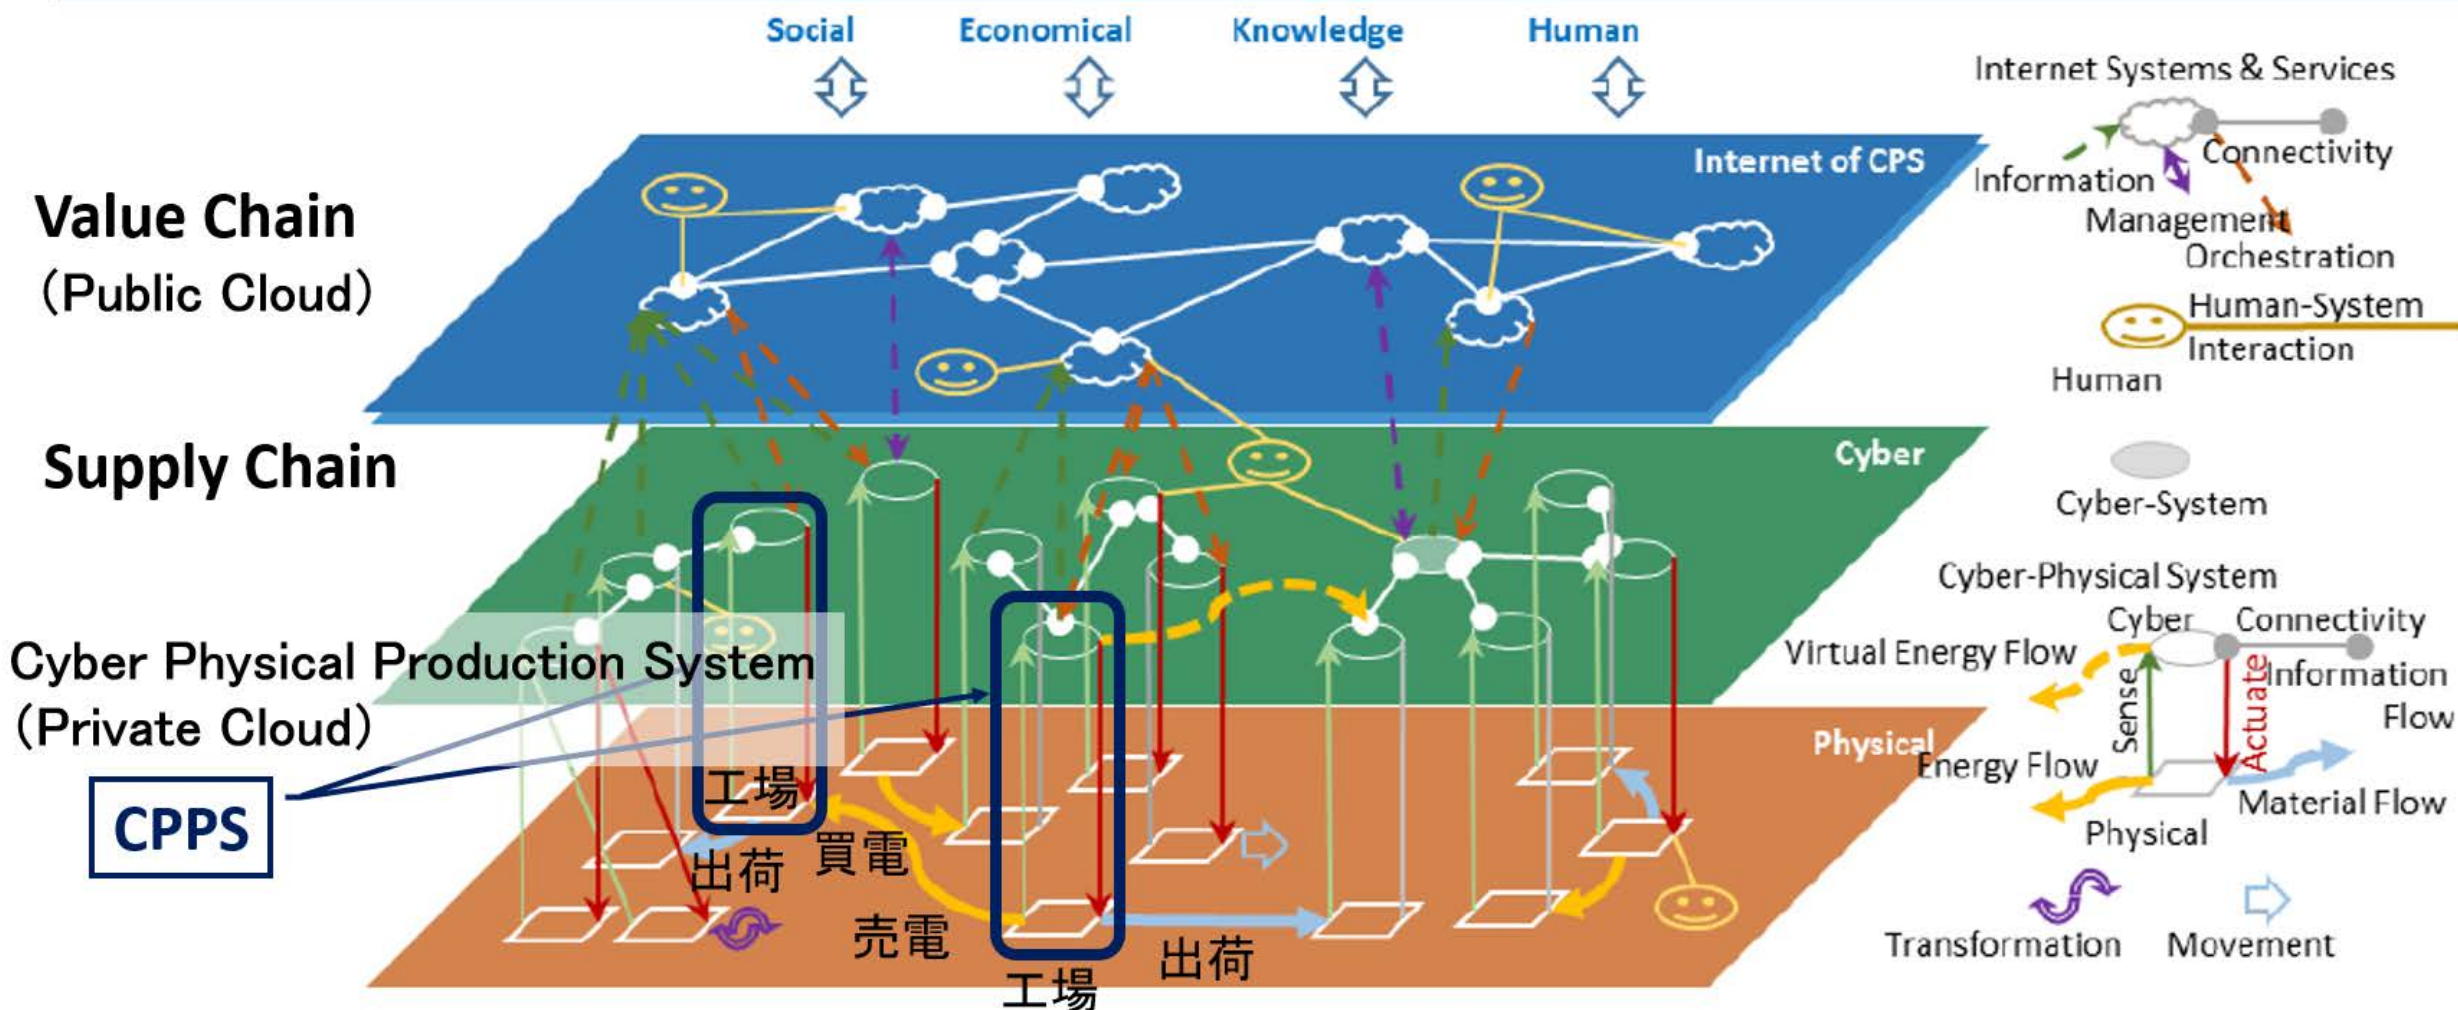 Social Economical Knowledge Human
Internet of CPS
Value Chain
（Public Cloud）
Supply Chain
Cyber
Cyber Physical Production System
（Private Cloud）
CPPS
Physical
工場
出荷
買電
売電
工場
出荷
Internet Systems & Services
Connectivity
Information
Management
Orchestration
Human-System
Interaction
Human
Cyber-System
Cyber-Physical System
Cyber
Connectivity
Virtual Energy Flow
Sense
Actuate
Information
Flow
Energy Flow
Material Flow
Physical
Transformation
Movement